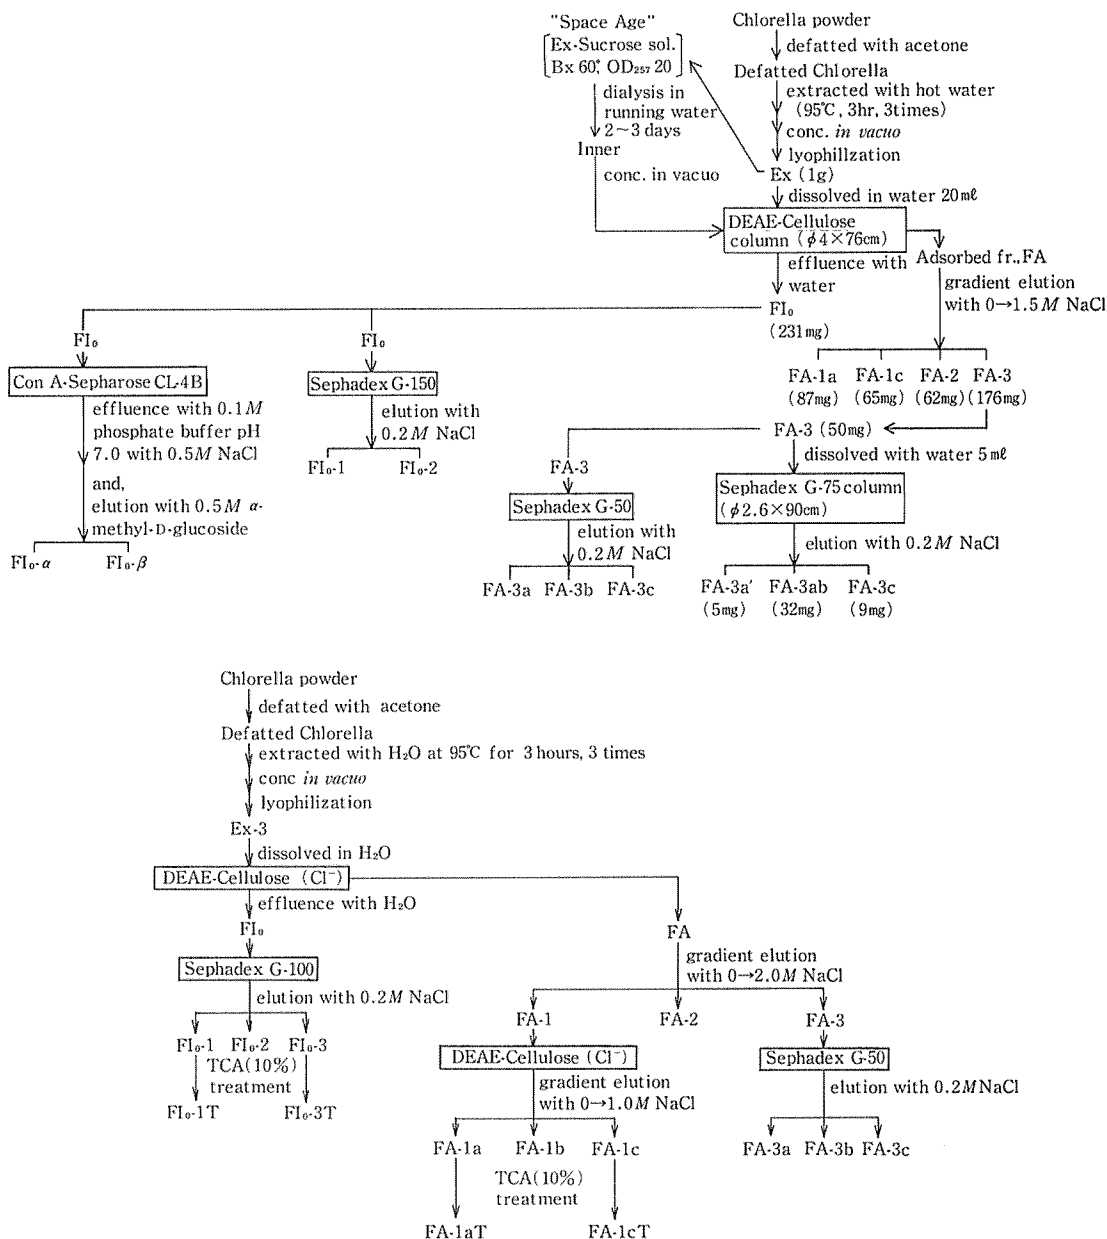 "Space Age"
Ex-Sucrose sol.
Bx 60°, OD₂₅₇ 20
dialysis in
running water
2~3 days
Inner
conc. in vacuo
Chlorella powder
defatted with acetone
Defatted Chlorella
extracted with hot water
(95℃, 3hr, 3times)
conc. in vacuo
lyophillzation
Ex (1g)
dissolved in water 20mℓ
DEAE-Cellulose
column (φ4×76cm)
effluence with
water
FI₀
(231mg)
Adsorbed fr., FA
gradient elution
with 0→1.5M NaCl
FA-1a FA-1c FA-2 FA-3
(87mg) (65mg) (62mg) (176mg)
FI₀
Con A-Sepharose CL-4B
effluence with 0.1M
phosphate buffer pH
7.0 with 0.5M NaCl
and,
elution with 0.5M α-
methyl-D-glucoside
FI₀-α FI₀-β
FI₀
Sephadex G-150
elution with
0.2M NaCl
FI₀-1 FI₀-2
FA-3 (50mg)
dissolved with water 5mℓ
FA-3
Sephadex G-50
elution with
0.2M NaCl
FA-3a FA-3b FA-3c
Sephadex G-75 column
(φ2.6×90cm)
elution with 0.2M NaCl
FA-3a' FA-3ab FA-3c
(5mg) (32mg) (9mg)
Chlorella powder
defatted with acetone
Defatted Chlorella
extracted with H₂O at 95℃ for 3 hours, 3 times
conc in vacuo
lyophilization
Ex-3
dissolved in H₂O
DEAE-Cellulose (Cl⁻)
effluence with H₂O
FI₀
Sephadex G-100
elution with 0.2M NaCl
FI₀-1 FI₀-2 FI₀-3
TCA(10%)
treatment
FI₀-1T FI₀-3T
FA
gradient elution
with 0→2.0M NaCl
FA-1 FA-2 FA-3
DEAE-Cellulose (Cl⁻)
gradient elution
with 0→1.0M NaCl
FA-1a FA-1b FA-1c
TCA(10%)
treatment
FA-1aT FA-1cT
Sephadex G-50
elution with 0.2M NaCl
FA-3a FA-3b FA-3c